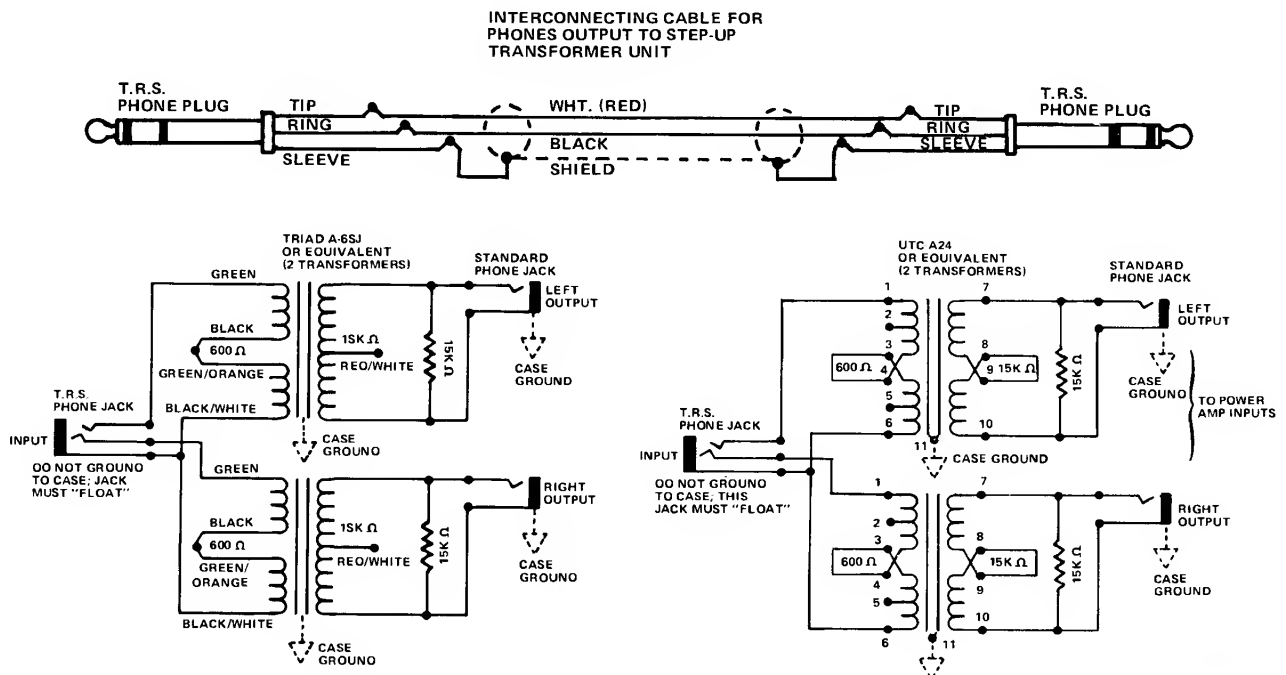 INTERCONNECTING CABLE FOR
PHONES OUTPUT TO STEP-UP
TRANSFORMER UNIT
T.R.S.
PHONE PLUG
TIP
RING
SLEEVE
WHT. (RED)
BLACK
SHIELD
TIP
RING
SLEEVE
T.R.S.
PHONE PLUG
TRIAD A-6SJ
OR EQUIVALENT
(2 TRANSFORMERS)
GREEN
BLACK
600 Ω
GREEN/ORANGE
BLACK/WHITE
1SK Ω
REO/WHITE
15K Ω
STANDARD
PHONE JACK
LEFT
OUTPUT
CASE
GROUND
CASE
GROUND
T.R.S.
PHONE JACK
INPUT
OO NOT GROUND
TO CASE; JACK
MUST "FLOAT"
GREEN
BLACK
600 Ω
GREEN/
ORANGE
BLACK/WHITE
1SK Ω
REO/WHITE
15K Ω
RIGHT
OUTPUT
CASE
GROUND
CASE
GROUND
UTC A24
OR EQUIVALENT
(2 TRANSFORMERS)
1
2
3
600 Ω
4
5
6
7
8
9
15K Ω
10
11
15K Ω
STANDARD
PHONE JACK
LEFT
OUTPUT
CASE
GROUND
TO POWER
AMP INPUTS
CASE GROUND
T.R.S.
PHONE JACK
INPUT
OO NOT GROUND
TO CASE; THIS
JACK MUST "FLOAT"
1
2
3
600 Ω
4
5
6
7
8
15K Ω
9
10
11
15K Ω
RIGHT
OUTPUT
CASE
GROUND